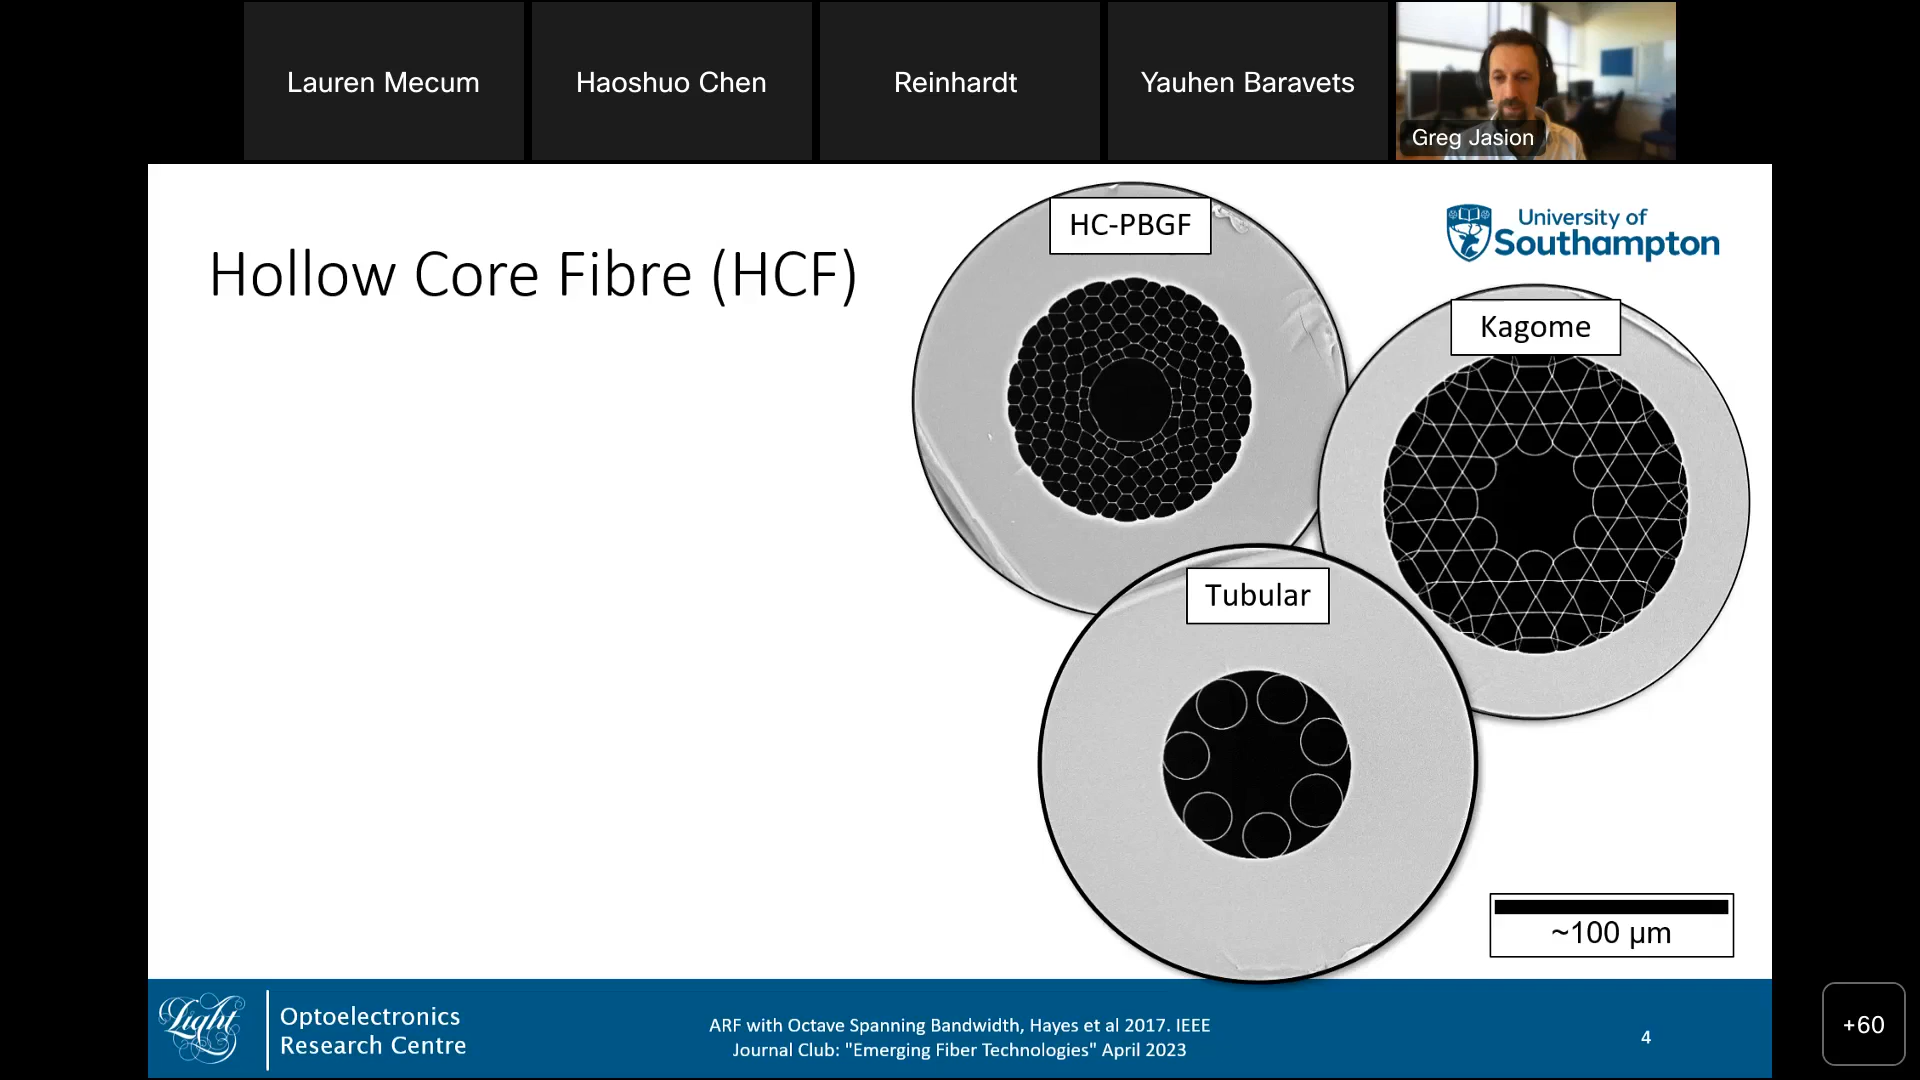 Lauren Mecum
Haoshuo Chen
Reinhardt
Yauhen Baravets
Greg Jasion
HC-PBGF
University of
Southampton
Hollow Core Fibre (HCF)
Kagome
Tubular
~100 µm
Light
Optoelectronics
Research Centre
ARF with Octave Spanning Bandwidth, Hayes et al 2017. IEEE
Journal Club: "Emerging Fiber Technologies" April 2023
4
+60